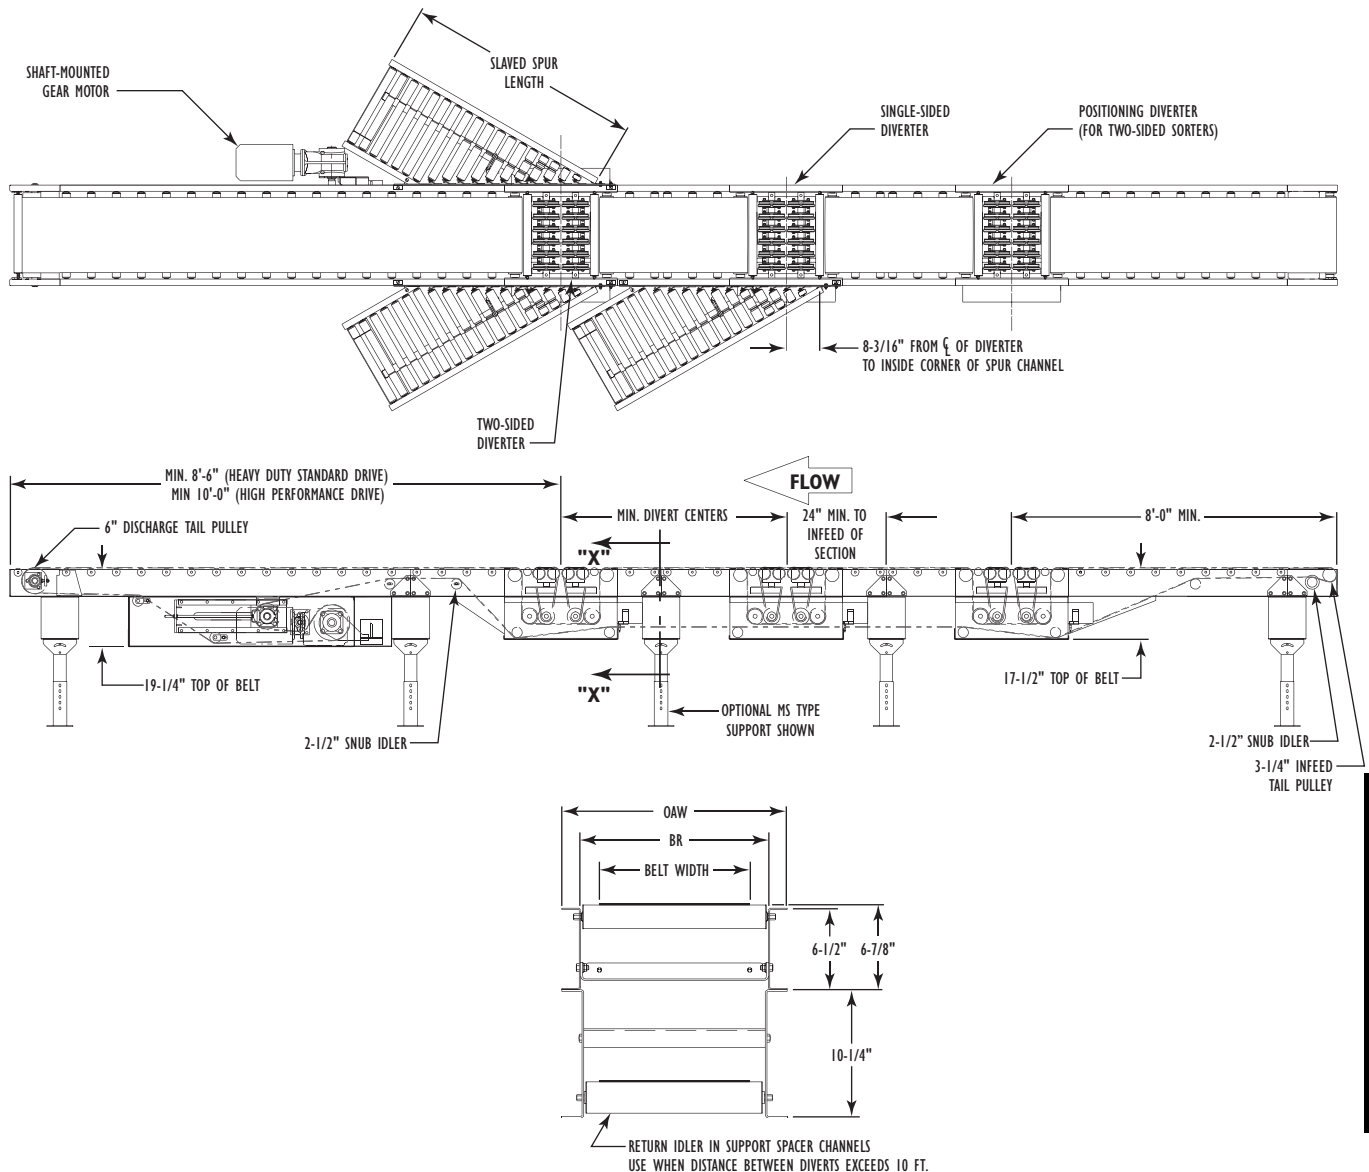 SLAVED SPUR
LENGTH
SHAFT-MOUNTED
GEAR MOTOR
SINGLE-SIDED
DIVERTER
POSITIONING DIVERTER
(FOR TWO-SIDED SORTERS)
8-3/16" FROM ℄ OF DIVERTER
TO INSIDE CORNER OF SPUR CHANNEL
TWO-SIDED
DIVERTER
MIN. 8'-6" (HEAVY DUTY STANDARD DRIVE)
MIN 10'-0" (HIGH PERFORMANCE DRIVE)
FLOW
6" DISCHARGE TAIL PULLEY
MIN. DIVERT CENTERS
24" MIN. TO
INFEED OF
SECTION
8'-0" MIN.
"X"
19-1/4" TOP OF BELT
17-1/2" TOP OF BELT
"X"
OPTIONAL MS TYPE
SUPPORT SHOWN
2-1/2" SNUB IDLER
2-1/2" SNUB IDLER
3-1/4" INFEED
TAIL PULLEY
OAW
BR
BELT WIDTH
6-1/2"
6-7/8"
10-1/4"
RETURN IDLER IN SUPPORT SPACER CHANNELS
USE WHEN DISTANCE BETWEEN DIVERTS EXCEEDS 10 FT.